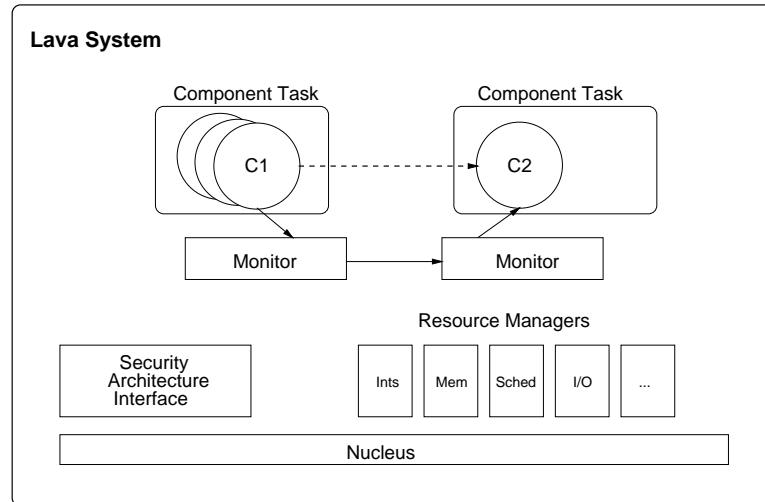 Lava System
Component Task
Component Task
C1
C2
Monitor
Monitor
Resource Managers
Security
Architecture
Interface
Ints
Mem
Sched
I/O
...
Nucleus